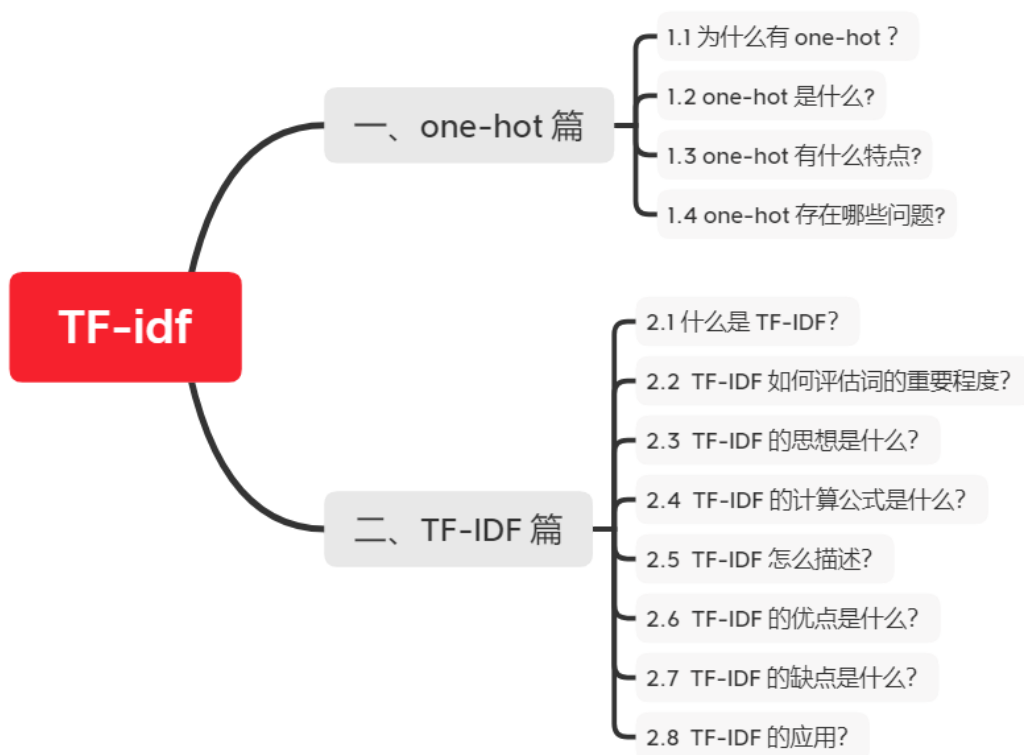 TF-idf
一、one-hot 篇
1.1 为什么有 one-hot ?
1.2 one-hot 是什么?
1.3 one-hot 有什么特点?
1.4 one-hot 存在哪些问题?
二、TF-IDF 篇
2.1 什么是 TF-IDF?
2.2 TF-IDF 如何评估词的重要程度?
2.3 TF-IDF 的思想是什么?
2.4 TF-IDF 的计算公式是什么?
2.5 TF-IDF 怎么描述?
2.6 TF-IDF 的优点是什么?
2.7 TF-IDF 的缺点是什么?
2.8 TF-IDF 的应用?